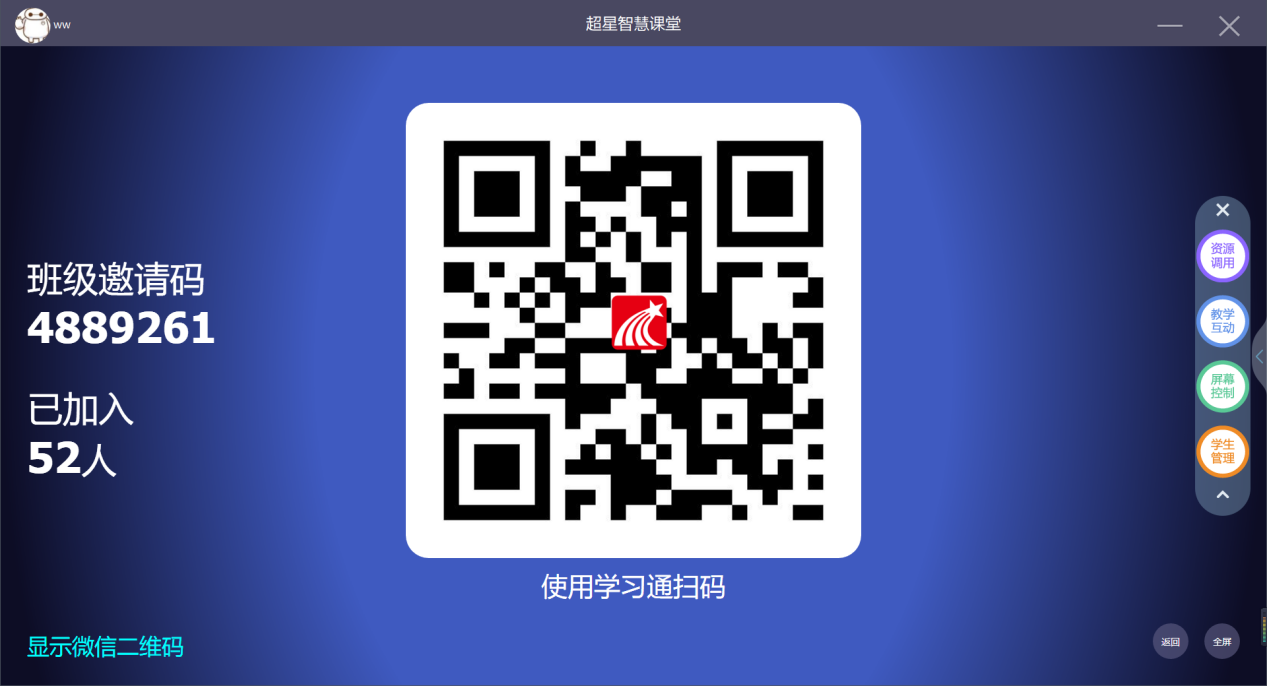 ww
超星智慧课堂
班级邀请码
4889261
已加入
52人
使用学习通扫码
显示微信二维码
资源
调用
教学
互动
屏幕
控制
学生
管理
返回
全屏